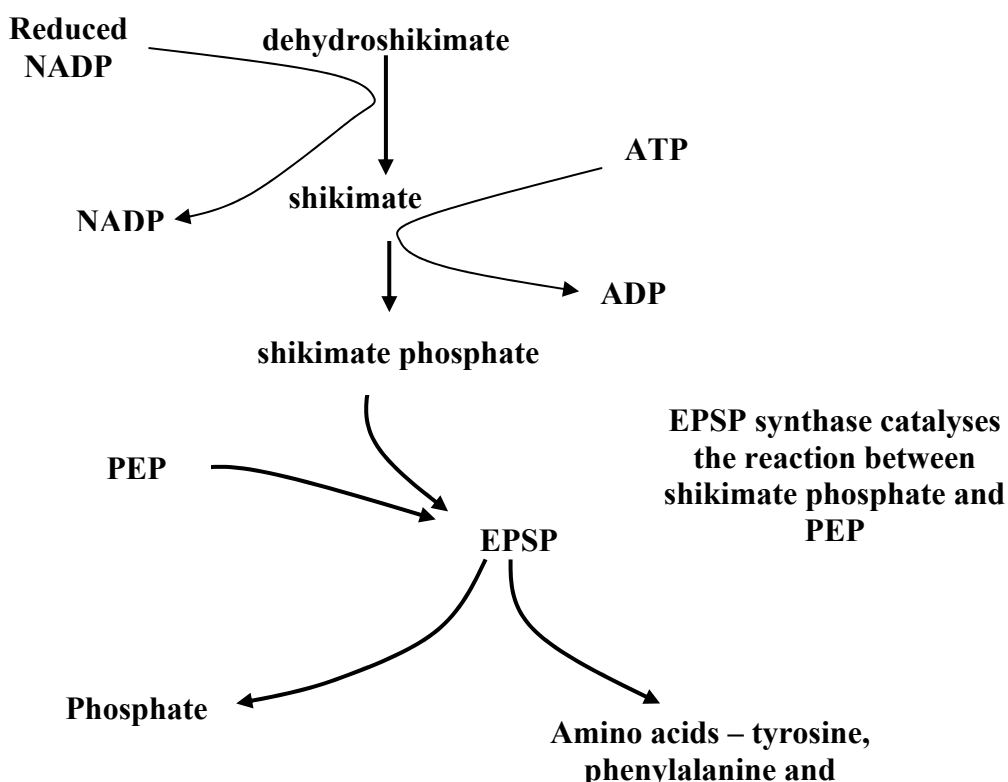 Reduced
NADP
dehydroshikimate
ATP
shikimate
NADP
ADP
shikimate phosphate
EPSP synthase catalyses
the reaction between
shikimate phosphate and
PEP
PEP
EPSP
Phosphate
Amino acids – tyrosine,
phenylalanine and